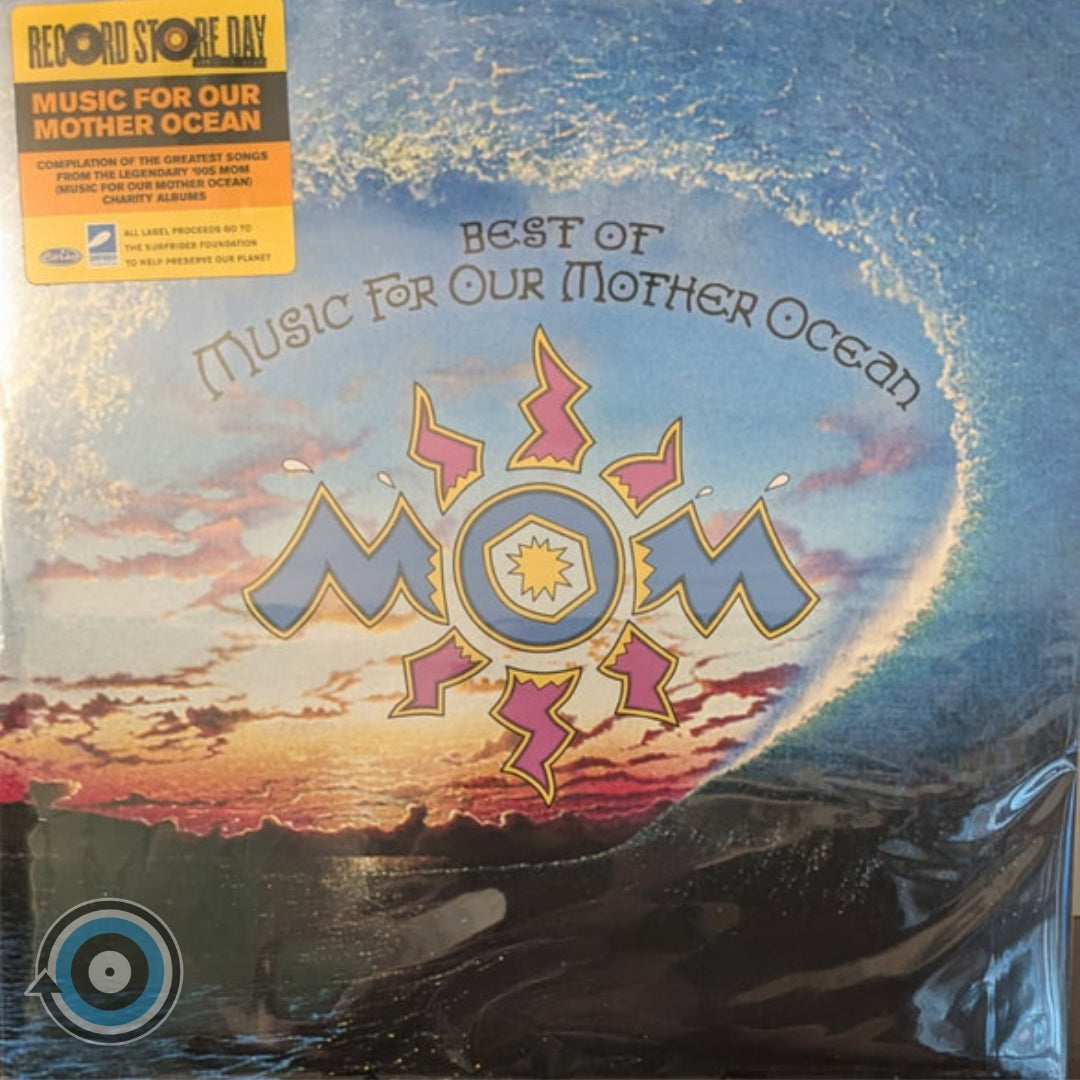 RECORD STORE DAY
MUSIC FOR OUR
MOTHER OCEAN
COMPILATION OF THE GREATEST SONGS
FROM THE LEGENDARY '90S MOM
(MUSIC FOR OUR MOTHER OCEAN)
CHARITY ALBUMS
ALL LABEL PROCEEDS GO TO
THE SURFRIDER FOUNDATION
TO HELP PRESERVE OUR PLANET
BEST OF
MUSIC FOR OUR MOTHER OCEAN
MOM